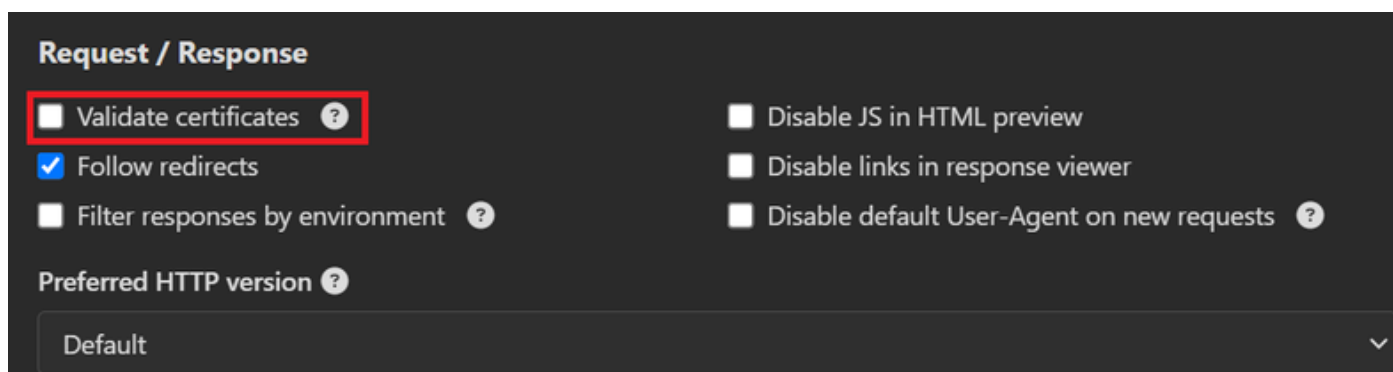 Request / Response
Validate certificates ?
Disable JS in HTML preview
Follow redirects
Disable links in response viewer
Filter responses by environment ?
Disable default User-Agent on new requests ?
Preferred HTTP version ?
Default